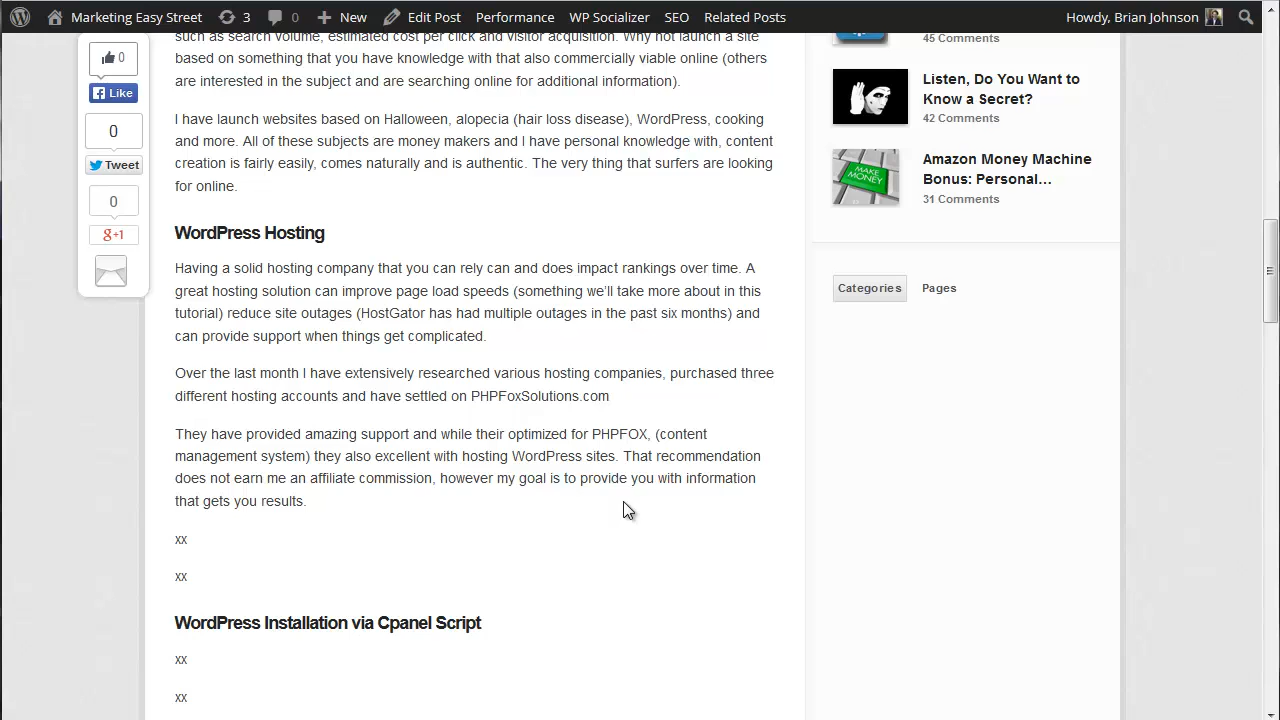 Marketing Easy Street 3 0 New Edit Post Performance WP Socializer SEO Related Posts Howdy, Brian Johnson
such as search volume, estimated cost per click and visitor acquisition. Why not launch a site
based on something that you have knowledge with that also commercially viable online (others
are interested in the subject and are searching online for additional information).
I have launch websites based on Halloween, alopecia (hair loss disease), WordPress, cooking
and more. All of these subjects are money makers and I have personal knowledge with, content
creation is fairly easily, comes naturally and is authentic. The very thing that surfers are looking
for online.
WordPress Hosting
Having a solid hosting company that you can rely can and does impact rankings over time. A
great hosting solution can improve page load speeds (something we'll take more about in this
tutorial) reduce site outages (HostGator has had multiple outages in the past six months) and
can provide support when things get complicated.
Over the last month I have extensively researched various hosting companies, purchased three
different hosting accounts and have settled on PHPFoxSolutions.com
They have provided amazing support and while their optimized for PHPFOX, (content
management system) they also excellent with hosting WordPress sites. That recommendation
does not earn me an affiliate commission, however my goal is to provide you with information
that gets you results.
xx
xx
WordPress Installation via Cpanel Script
xx
xx
0
Like
0
Tweet
0
g+1
45 Comments
Listen, Do You Want to
Know a Secret?
42 Comments
MAKE
MONEY
Amazon Money Machine
Bonus: Personal…
31 Comments
Categories Pages